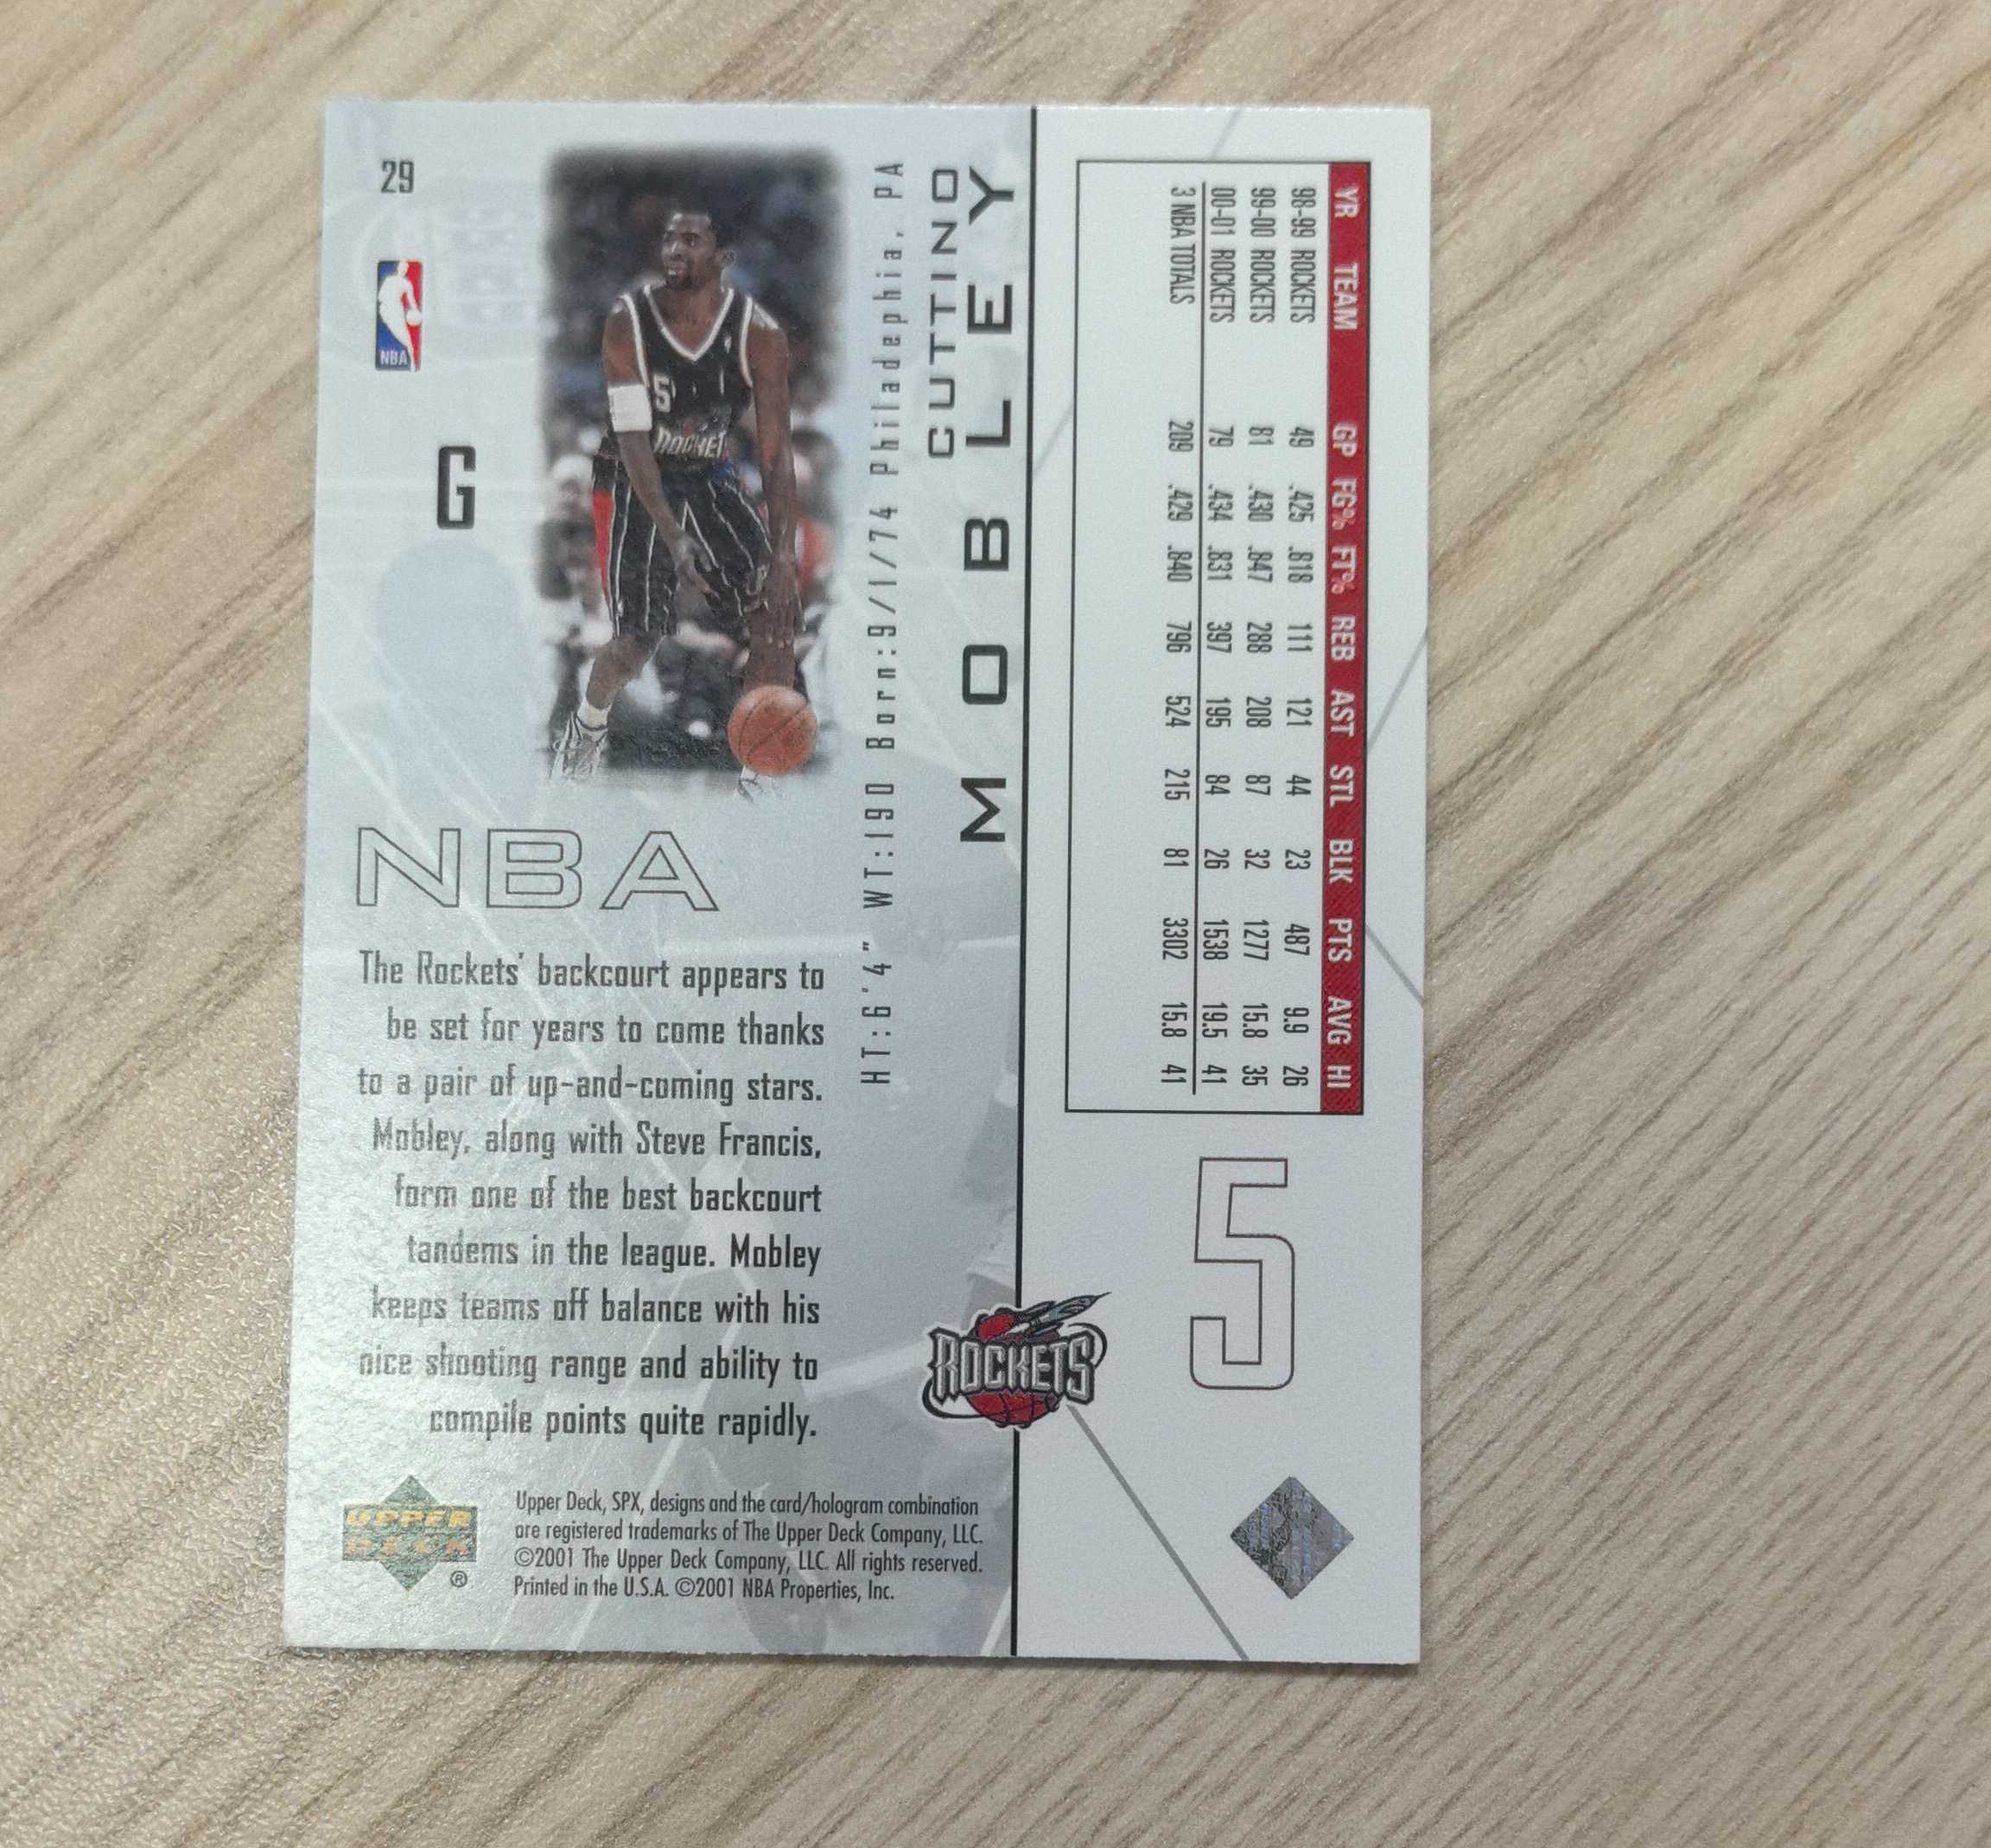 29
NBA
G
5
ROCKET
CUTTINO
MOBLEY
HT:6'4" WT:190 Born:9/1/74 Philadephia, PA
NBA
The Rockets' backcourt appears to
be set for years to come thanks
to a pair of up-and-coming stars.
Mobley, along with Steve Francis,
form one of the best backcourt
tandems in the league. Mobley
keeps teams off balance with his
nice shooting range and ability to
compile points quite rapidly.
UPPER
DECK
®
Upper Deck, SPX, designs and the card/hologram combination
are registered trademarks of The Upper Deck Company, LLC.
©2001 The Upper Deck Company, LLC. All rights reserved.
Printed in the U.S.A. ©2001 NBA Properties, Inc.
YR TEAM GP FG% FT% REB AST STL BLK PTS AVG HI
98-99 ROCKETS 49 .425 .818 111 121 44 23 487 9.9 26
99-00 ROCKETS 81 .430 .847 288 208 87 32 1277 15.8 35
00-01 ROCKETS 79 .434 .831 397 195 84 26 1538 19.5 41
3 NBA TOTALS 209 .429 .840 796 524 215 81 3302 15.8 41
5
ROCKETS